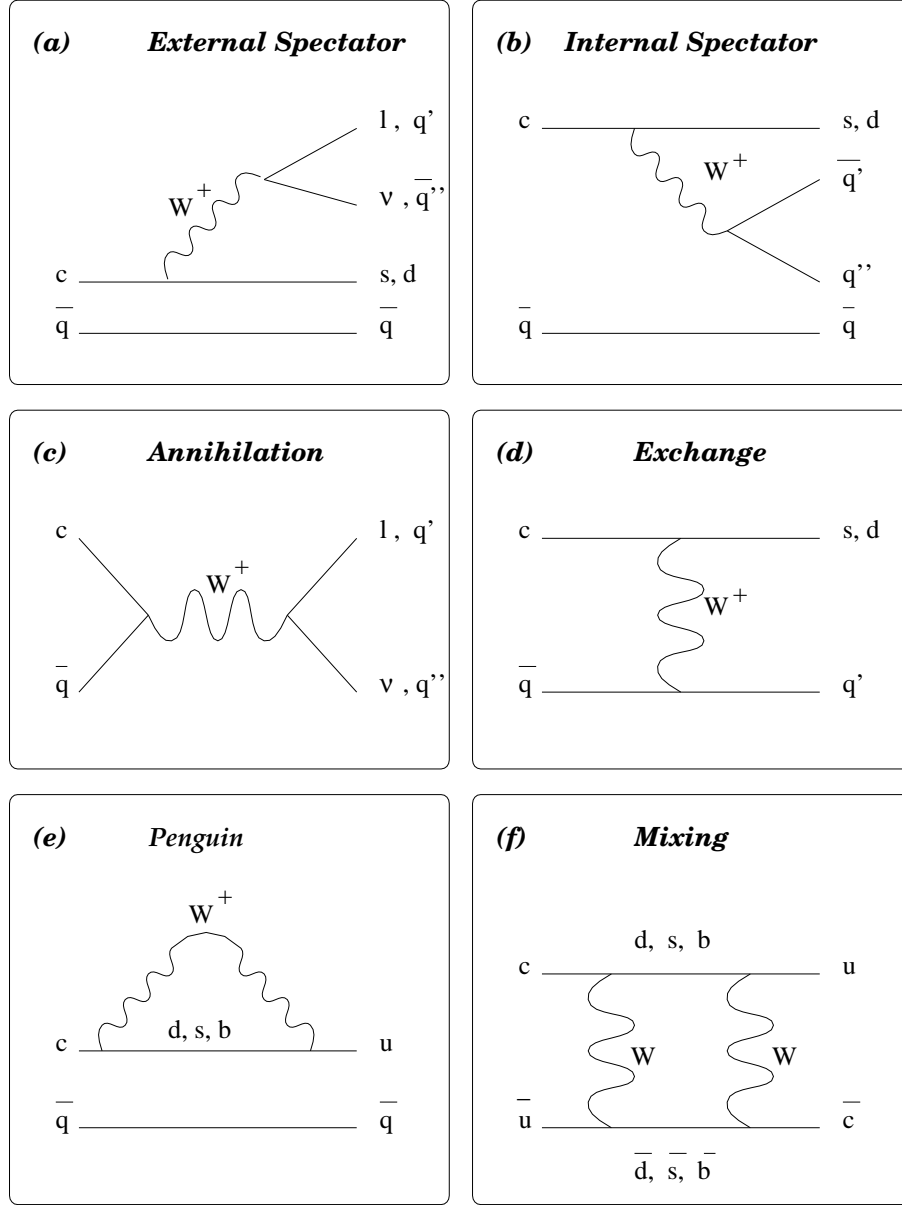 (a) External Spectator
l , q'
W⁺
ν , q̅''
c s, d
q̅ q̅
(b) Internal Spectator
c s, d
W⁺ q̅'
q''
q̅ q̅
(c) Annihilation
c l , q'
W⁺
q̅ ν , q''
(d) Exchange
c s, d
W⁺
q̅ q'
(e) Penguin
W⁺
d, s, b
c u
q̅ q̅
(f) Mixing
d, s, b
c u
W W
u̅ c̅
d̅, s̅, b̅